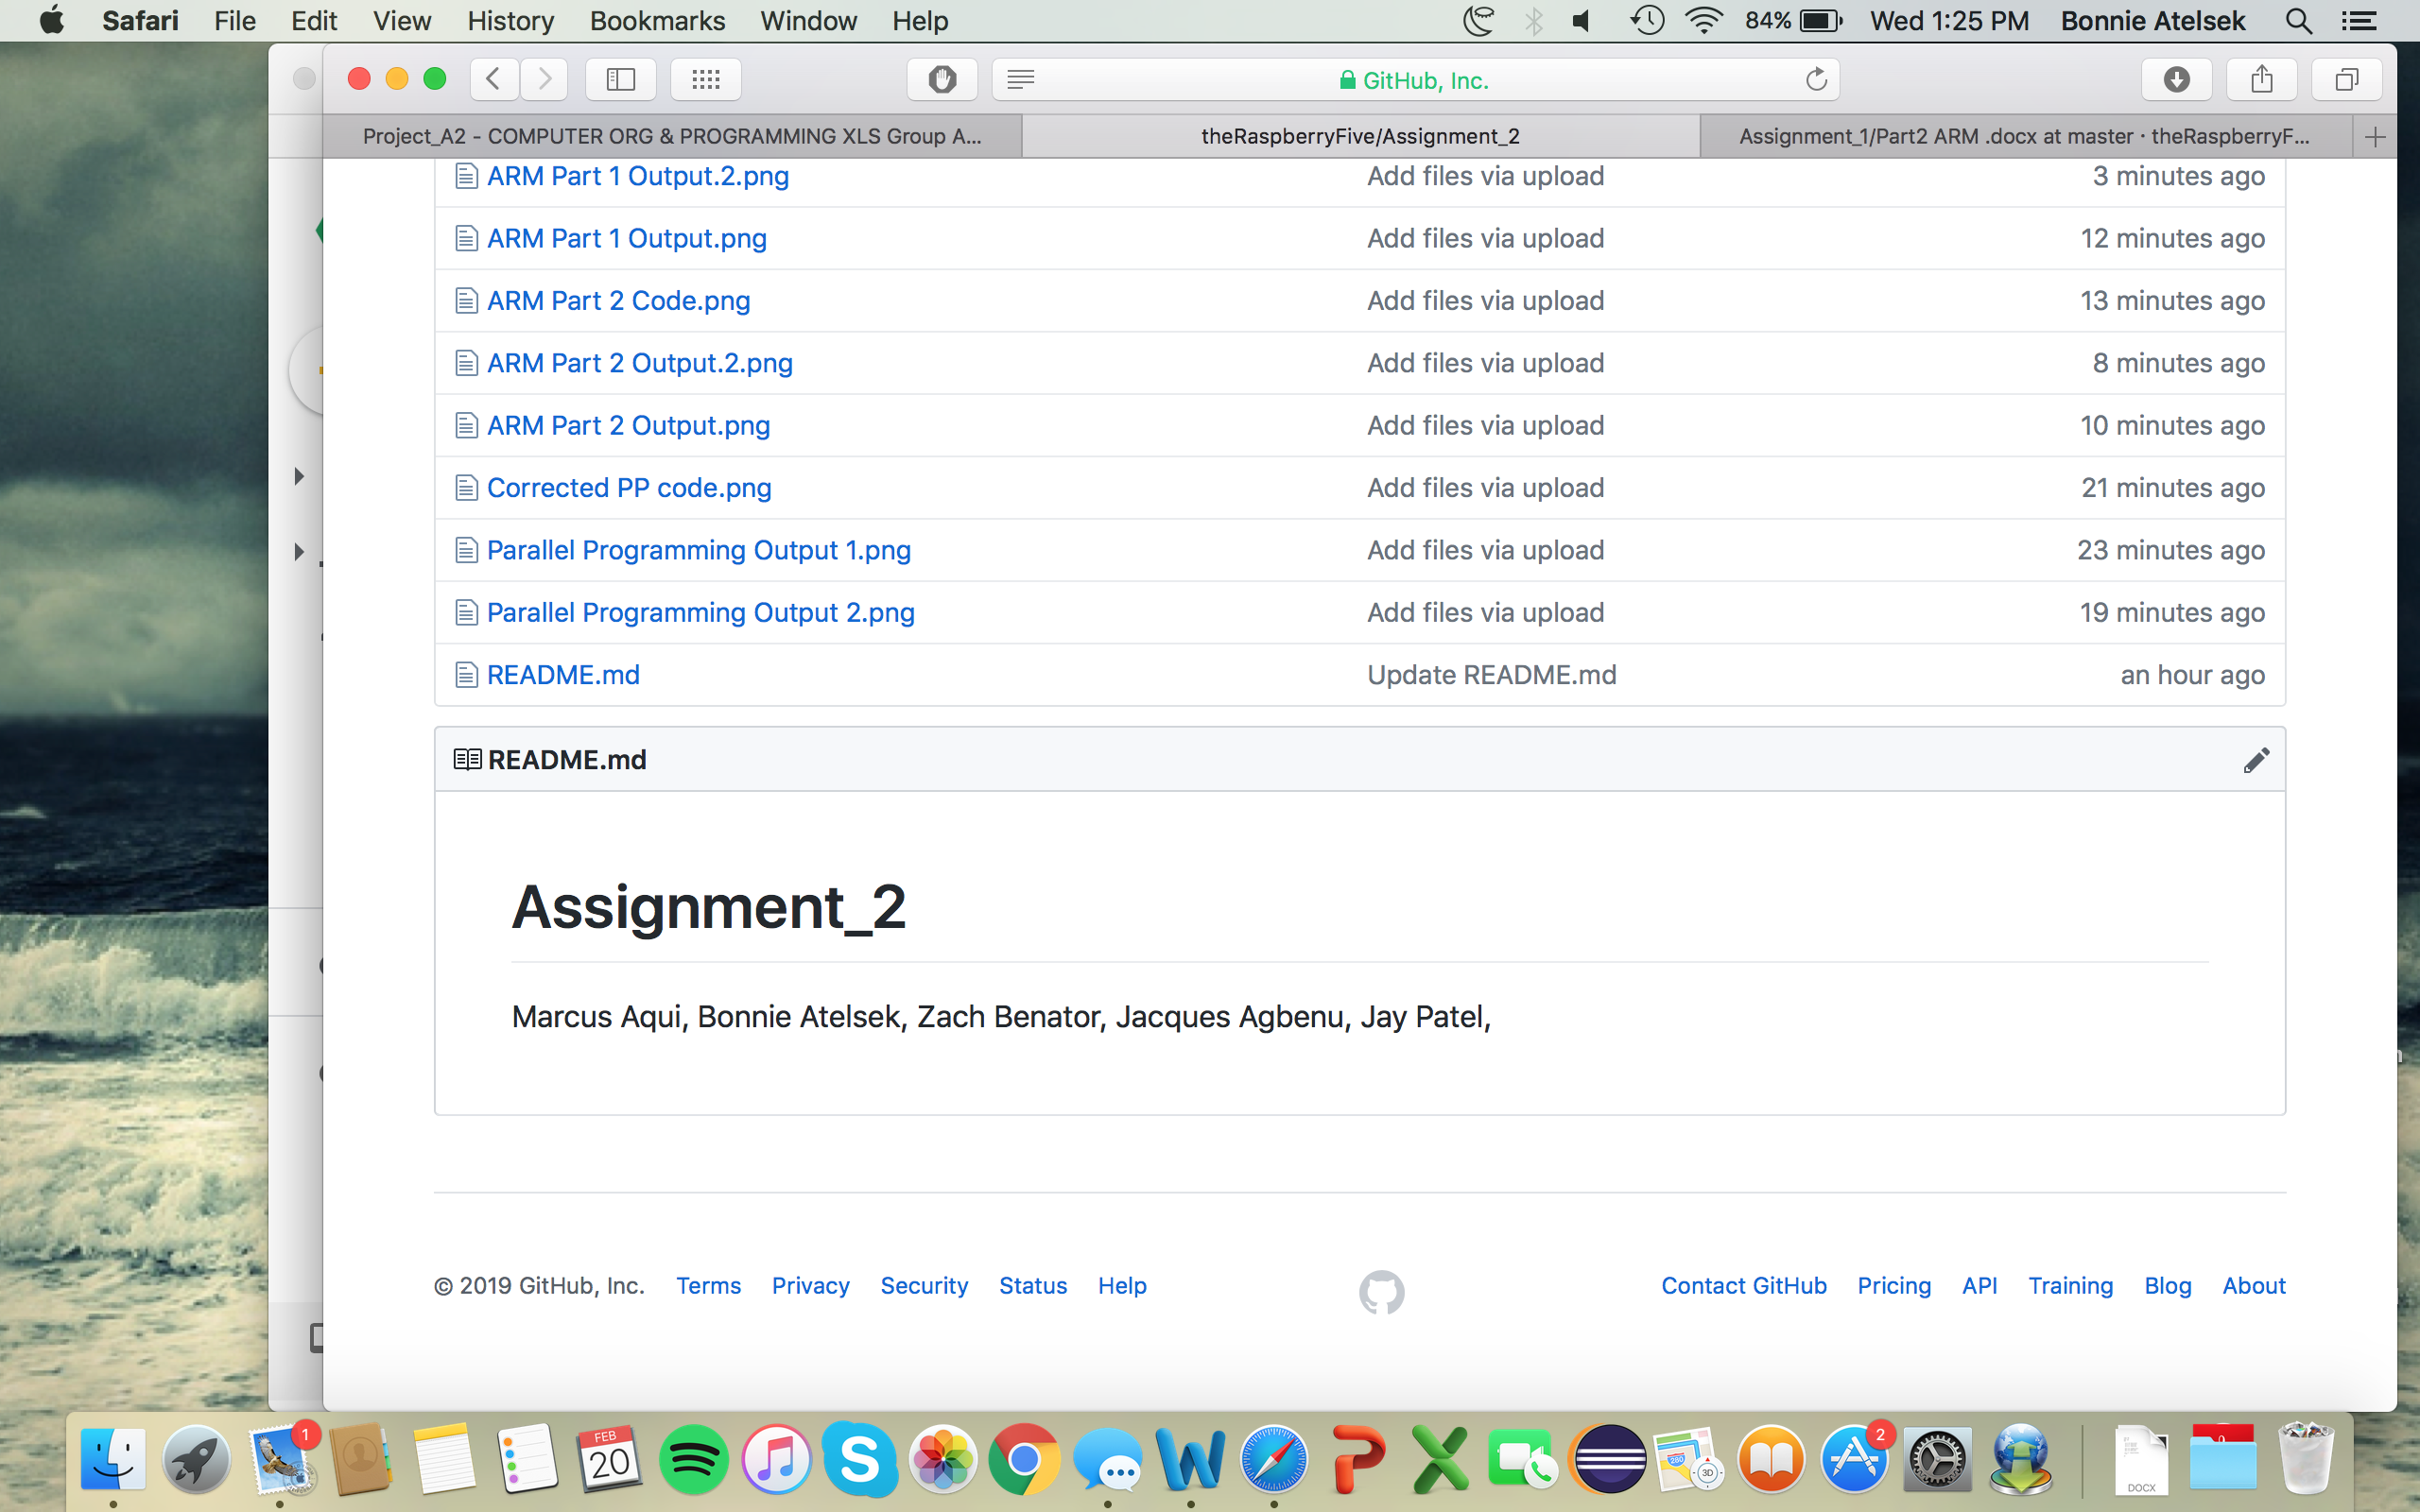 Safari File Edit View History Bookmarks Window Help 84% Wed 1:25 PM Bonnie Atelsek
GitHub, Inc.
Project_A2 - COMPUTER ORG & PROGRAMMING XLS Group A... theRaspberryFive/Assignment_2 Assignment_1/Part2 ARM .docx at master · theRaspberryF...
ARM Part 1 Output.2.png Add files via upload 3 minutes ago
ARM Part 1 Output.png Add files via upload 12 minutes ago
ARM Part 2 Code.png Add files via upload 13 minutes ago
ARM Part 2 Output.2.png Add files via upload 8 minutes ago
ARM Part 2 Output.png Add files via upload 10 minutes ago
Corrected PP code.png Add files via upload 21 minutes ago
Parallel Programming Output 1.png Add files via upload 23 minutes ago
Parallel Programming Output 2.png Add files via upload 19 minutes ago
README.md Update README.md an hour ago
README.md
Assignment_2
Marcus Aqui, Bonnie Atelsek, Zach Benator, Jacques Agbenu, Jay Patel,
© 2019 GitHub, Inc. Terms Privacy Security Status Help Contact GitHub Pricing API Training Blog About
1 FEB 20 S 280 3D 2 DOCX